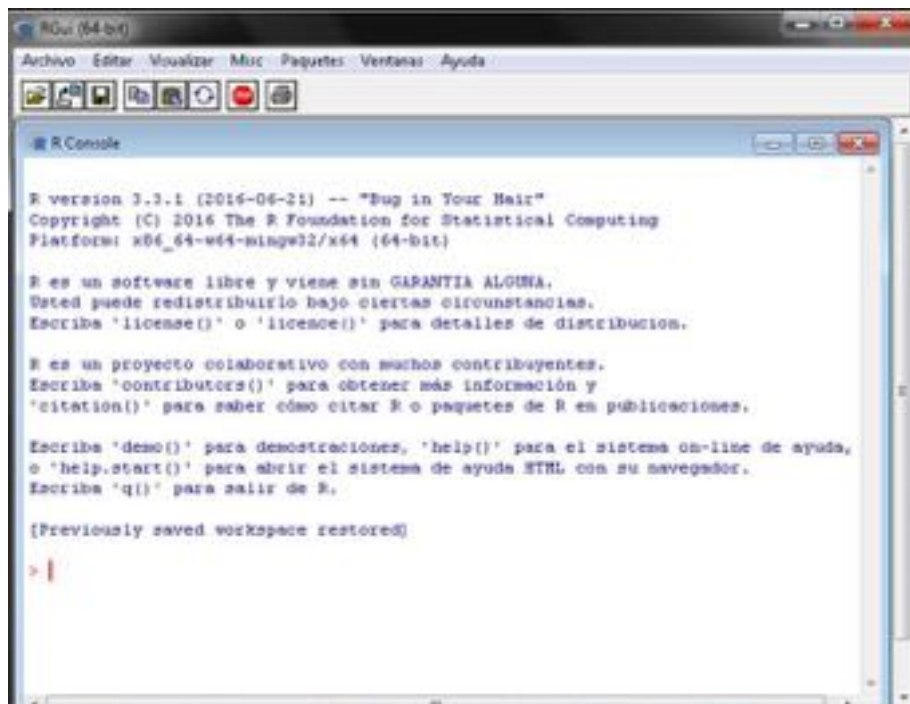 RGui (64-bit)
Archivo Editar Visualizar Misc Paquetes Ventanas Ayuda
STOP
R Console
R version 3.3.1 (2016-06-21) -- "Bug in Your Hair"
Copyright (C) 2016 The R Foundation for Statistical Computing
Platform: x86_64-w64-mingw32/x64 (64-bit)
R es un software libre y viene sin GARANTIA ALGUNA.
Usted puede redistribuirlo bajo ciertas circunstancias.
Escriba 'license()' o 'licence()' para detalles de distribucion.
R es un proyecto colaborativo con muchos contribuyentes.
Escriba 'contributors()' para obtener más información y
'citation()' para saber cómo citar R o paquetes de R en publicaciones.
Escriba 'demo()' para demostraciones, 'help()' para el sistema on-line de ayuda,
o 'help.start()' para abrir el sistema de ayuda HTML con su navegador.
Escriba 'q()' para salir de R.
[Previously saved workspace restored]
>